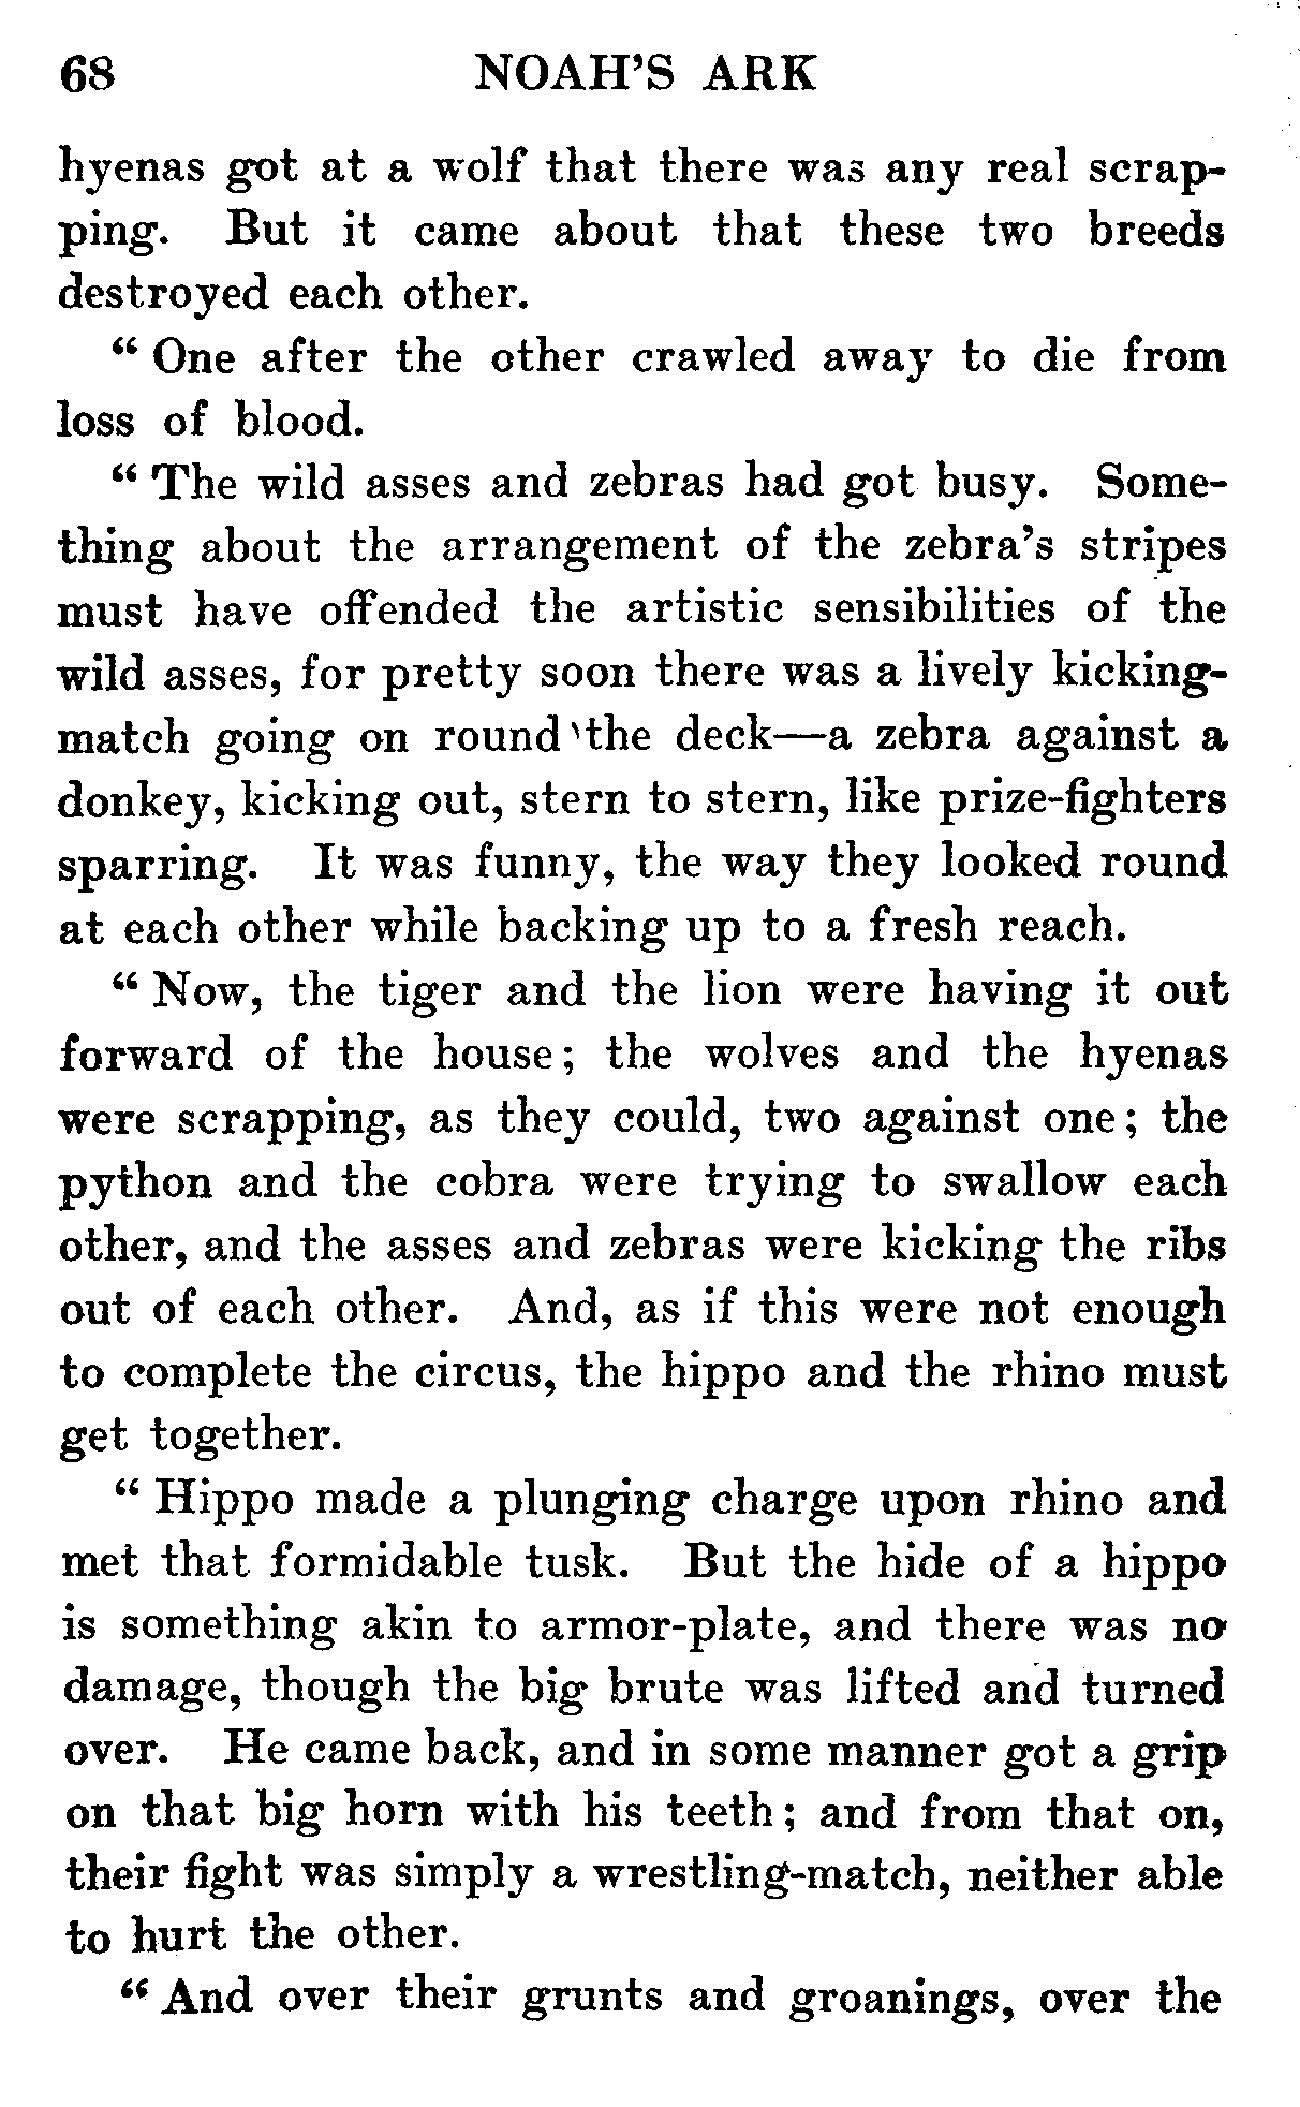 68 NOAH'S ARK
hyenas got at a wolf that there was any real scrap-
ping. But it came about that these two breeds
destroyed each other.
“ One after the other crawled away to die from
loss of blood.
“ The wild asses and zebras had got busy. Some-
thing about the arrangement of the zebra's stripes
must have offended the artistic sensibilities of the
wild asses, for pretty soon there was a lively kicking-
match going on round the deck—a zebra against a
donkey, kicking out, stern to stern, like prize-fighters
sparring. It was funny, the way they looked round
at each other while backing up to a fresh reach.
“ Now, the tiger and the lion were having it out
forward of the house; the wolves and the hyenas
were scrapping, as they could, two against one; the
python and the cobra were trying to swallow each
other, and the asses and zebras were kicking the ribs
out of each other. And, as if this were not enough
to complete the circus, the hippo and the rhino must
get together.
“ Hippo made a plunging charge upon rhino and
met that formidable tusk. But the hide of a hippo
is something akin to armor-plate, and there was no
damage, though the big brute was lifted and turned
over. He came back, and in some manner got a grip
on that big horn with his teeth; and from that on,
their fight was simply a wrestling-match, neither able
to hurt the other.
“ And over their grunts and groanings, over the